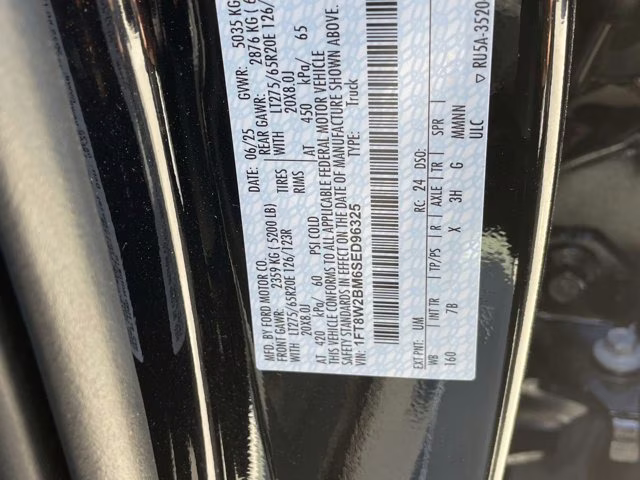 MFD. BY FORD MOTOR CO.
DATE: 06/25 GVWR: 5035 KG
FRONT GAWR: 2359 KG (5200 LB) REAR GAWR: 2876 KG (6
LT275/65R20E 126/123R TIRES WITH LT275/65R20E 126/
20X8.0J RIMS 20X8.0J
AT 420 kPa/ 60 PSI COLD AT 450 kPa/ 65
THIS VEHICLE CONFORMS TO ALL APPLICABLE FEDERAL MOTOR VEHICLE
SAFETY STANDARDS IN EFFECT ON THE DATE OF MANUFACTURE SHOWN ABOVE.
VIN: 1FT8W2BM6SED96325 TYPE: Truck
EXT PNT: UM RC: 24 DSO:
WB MT TR TP/PS R AXLE TR SPR
160 7B X 3H G MMNNN
ULC
▽ RU5A-3520